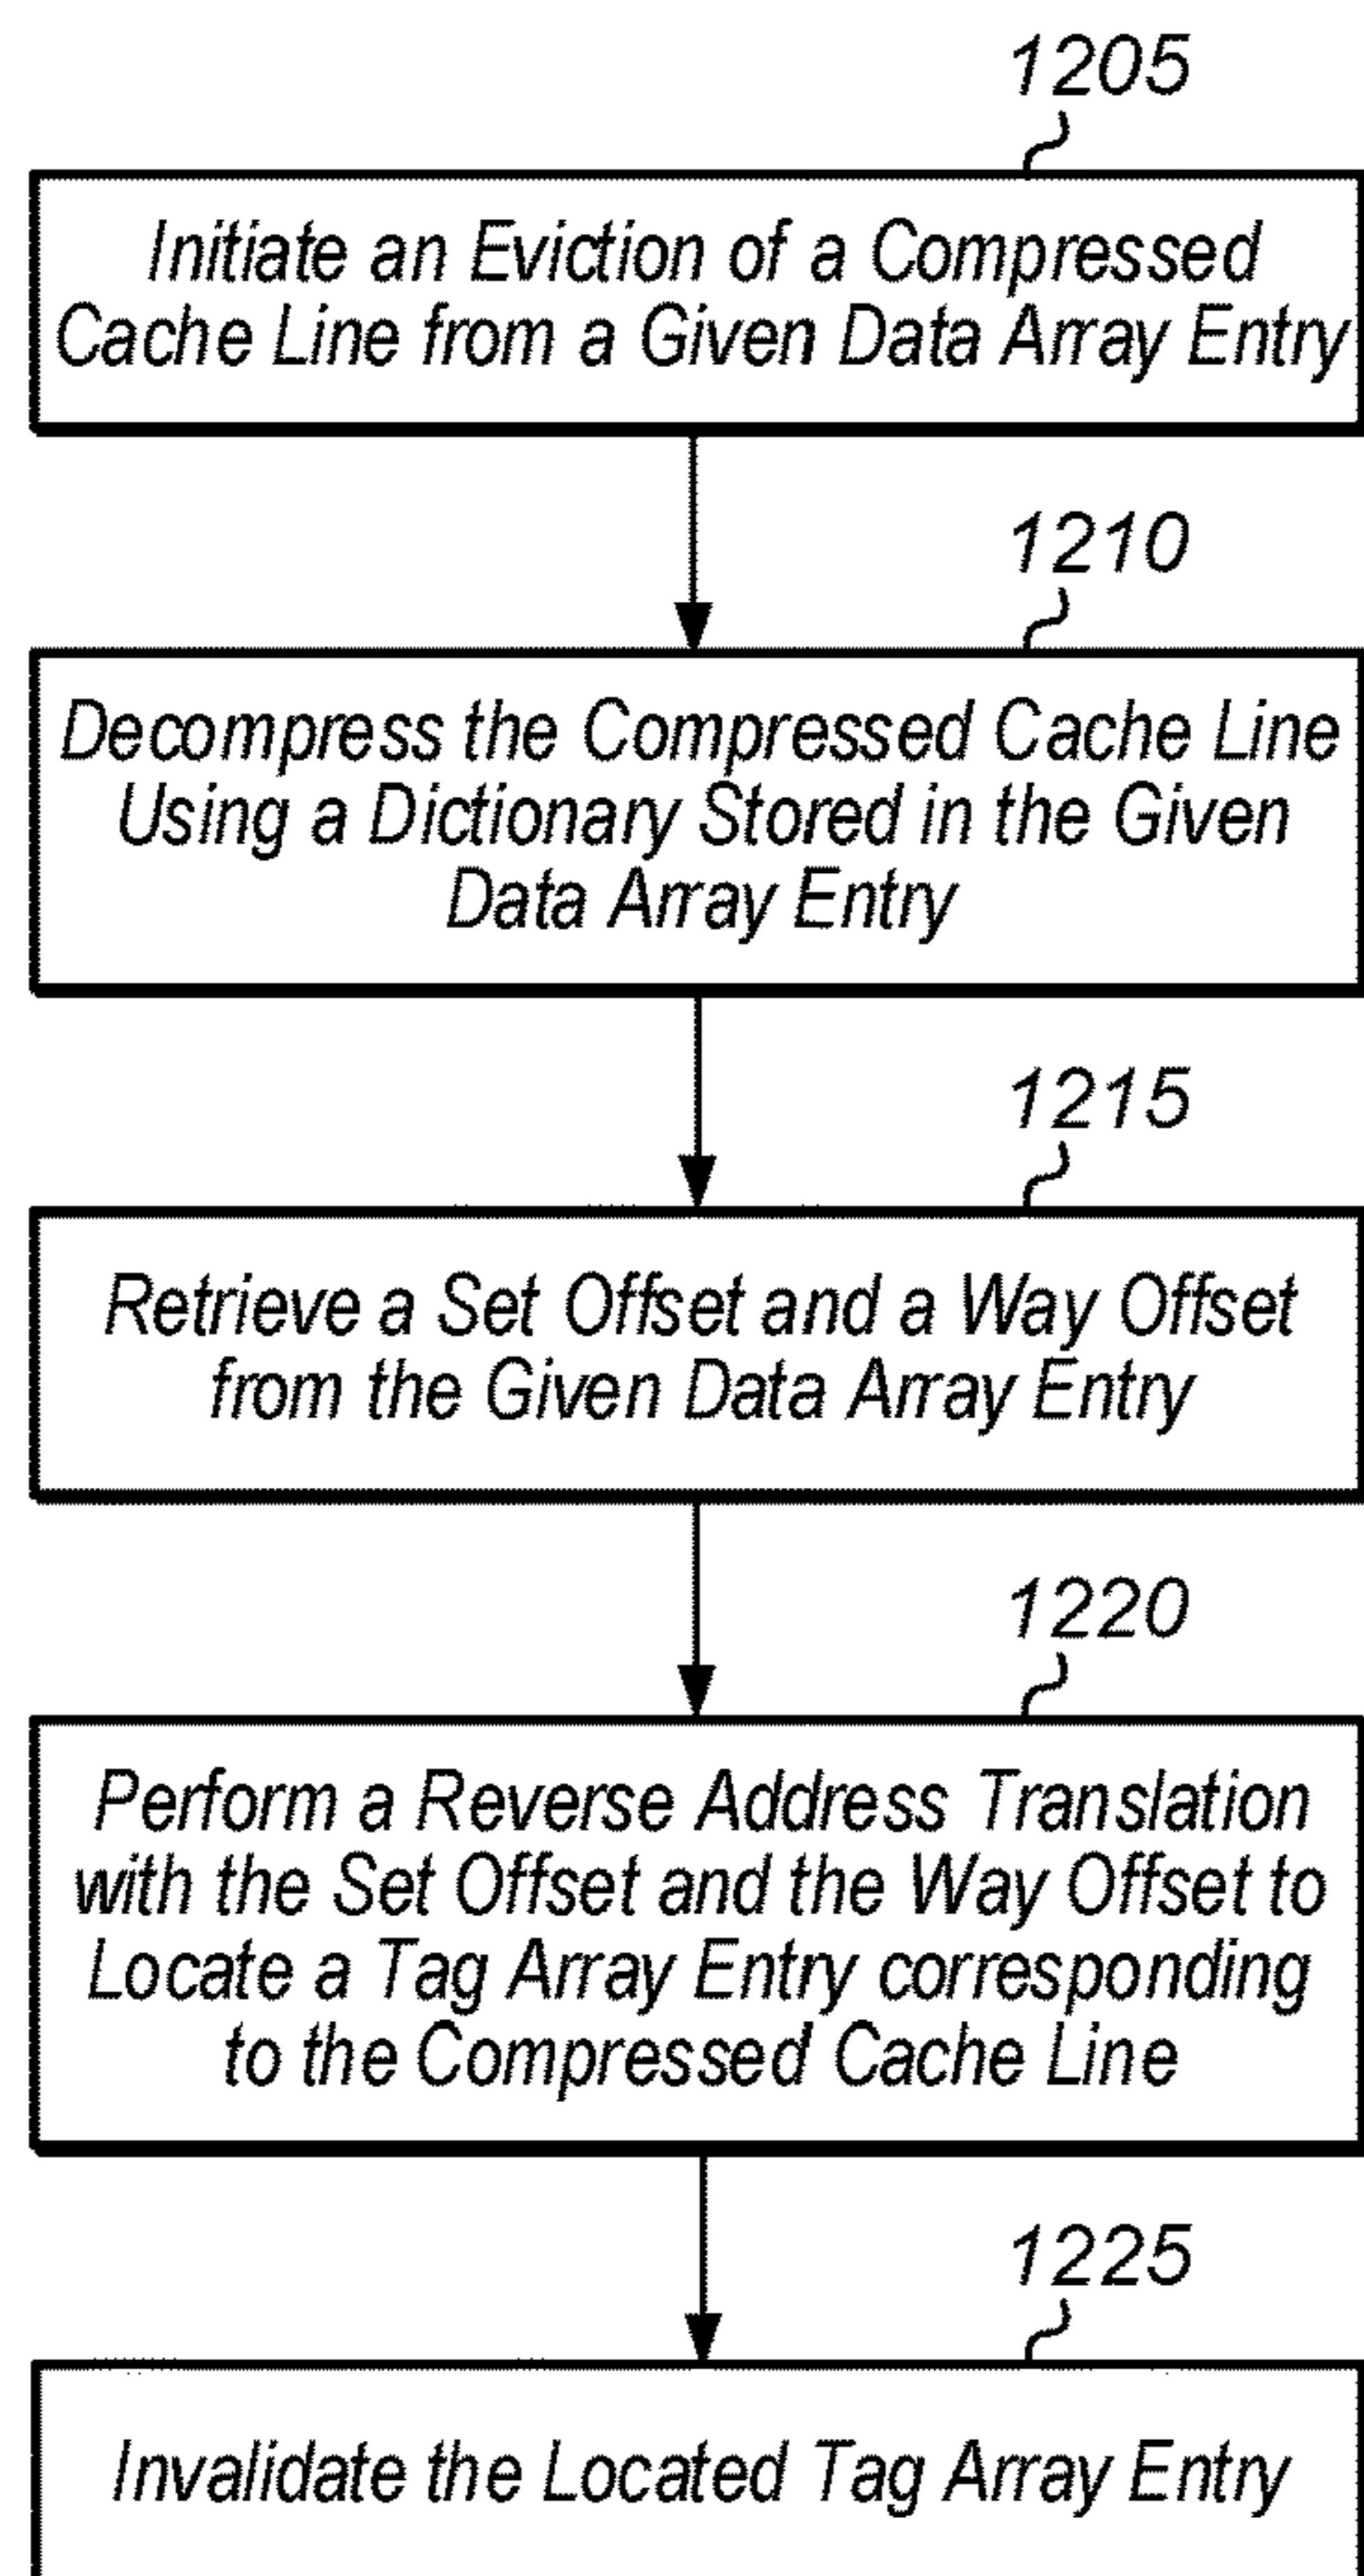 1205
Initiate an Eviction of a Compressed
Cache Line from a Given Data Array Entry
1210
Decompress the Compressed Cache Line
Using a Dictionary Stored in the Given
Data Array Entry
1215
Retrieve a Set Offset and a Way Offset
from the Given Data Array Entry
1220
Perform a Reverse Address Translation
with the Set Offset and the Way Offset to
Locate a Tag Array Entry corresponding
to the Compressed Cache Line
1225
Invalidate the Located Tag Array Entry